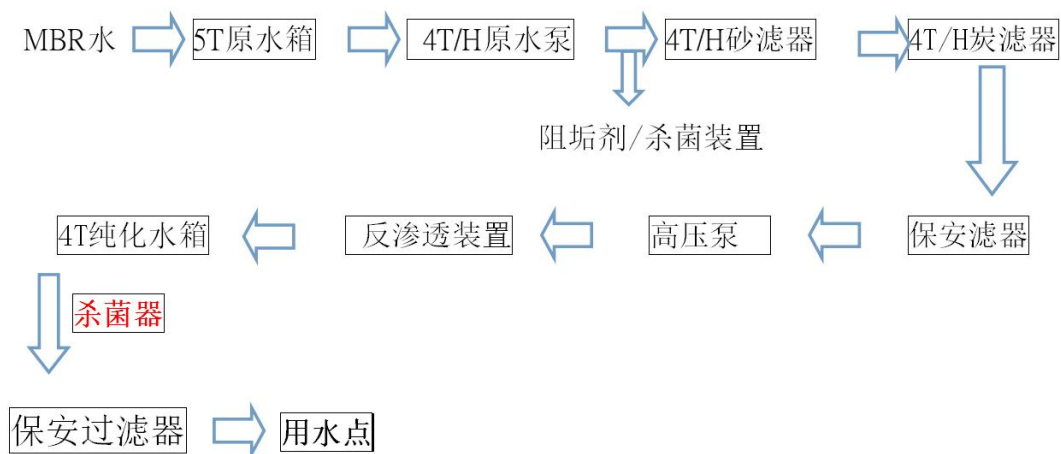 MBR水 5T原水箱 4T/H原水泵 4T/H砂滤器 4T/H炭滤器
阻垢剂/杀菌装置
4T纯化水箱 反渗透装置 高压泵 保安滤器
杀菌器
保安过滤器 用水点